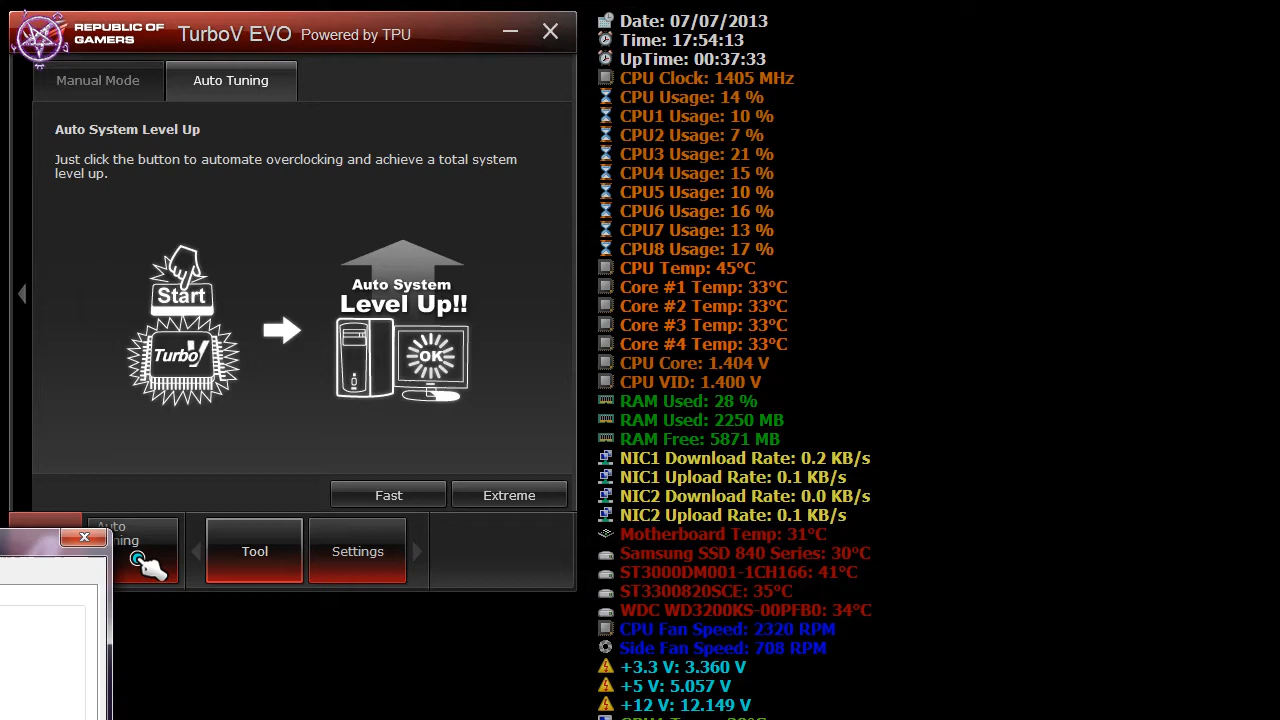 REPUBLIC OF
GAMERS
TurboV EVO Powered by TPU
Manual Mode
Auto Tuning
Auto System Level Up
Just click the button to automate overclocking and achieve a total system
level up.
Start
TurboV
Auto System
Level Up!!
OK
Fast
Extreme
Auto
ning
Tool
Settings
Date: 07/07/2013
Time: 17:54:13
UpTime: 00:37:33
CPU Clock: 1405 MHz
CPU Usage: 14 %
CPU1 Usage: 10 %
CPU2 Usage: 7 %
CPU3 Usage: 21 %
CPU4 Usage: 15 %
CPU5 Usage: 10 %
CPU6 Usage: 16 %
CPU7 Usage: 13 %
CPU8 Usage: 17 %
CPU Temp: 45°C
Core #1 Temp: 33°C
Core #2 Temp: 33°C
Core #3 Temp: 33°C
Core #4 Temp: 33°C
CPU Core: 1.404 V
CPU VID: 1.400 V
RAM Used: 28 %
RAM Used: 2250 MB
RAM Free: 5871 MB
NIC1 Download Rate: 0.2 KB/s
NIC1 Upload Rate: 0.1 KB/s
NIC2 Download Rate: 0.0 KB/s
NIC2 Upload Rate: 0.1 KB/s
Motherboard Temp: 31°C
Samsung SSD 840 Series: 30°C
ST3000DM001-1CH166: 41°C
ST3300820SCE: 35°C
WDC WD3200KS-00PFB0: 34°C
CPU Fan Speed: 2320 RPM
Side Fan Speed: 708 RPM
+3.3 V: 3.360 V
+5 V: 5.057 V
+12 V: 12.149 V